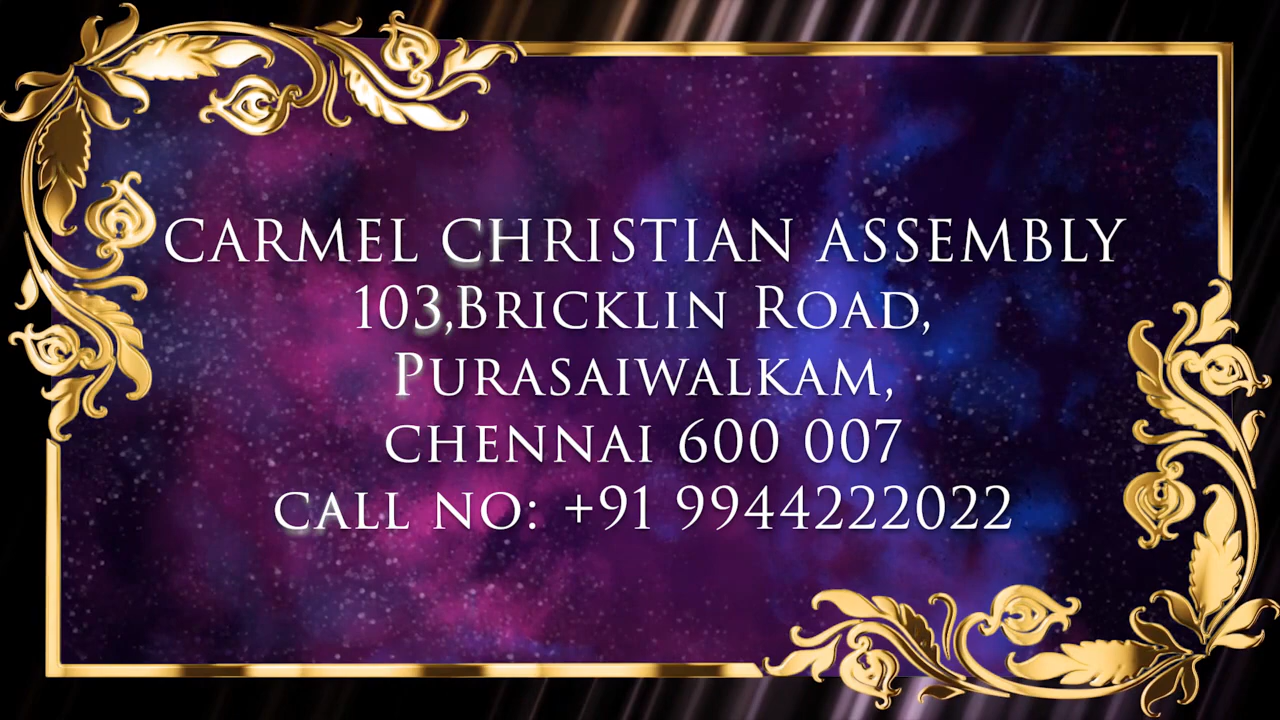 CARMEL CHRISTIAN ASSEMBLY
103,BRICKLIN ROAD,
PURASAIWALKAM,
CHENNAI 600 007
CALL NO: +91 9944222022